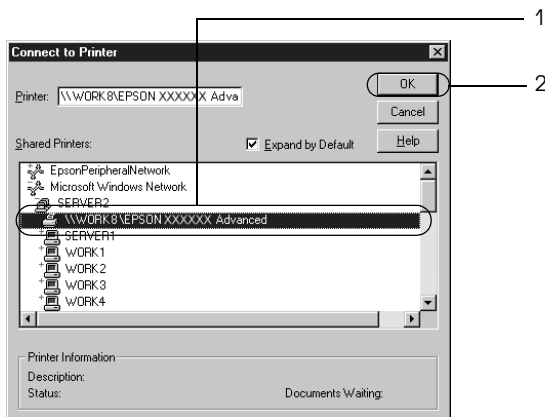 1
Connect to Printer
Printer: \\WORK8\EPSON XXXXXX Adva
OK
2
Cancel
Shared Printers:
Expand by Default
Help
EpsonPeripheralNetwork
Microsoft Windows Network
SERVER2
\\WORK8\EPSON XXXXXX Advanced
SERVER1
WORK1
WORK2
WORK3
WORK4
Printer Information
Description:
Status:
Documents Waiting: